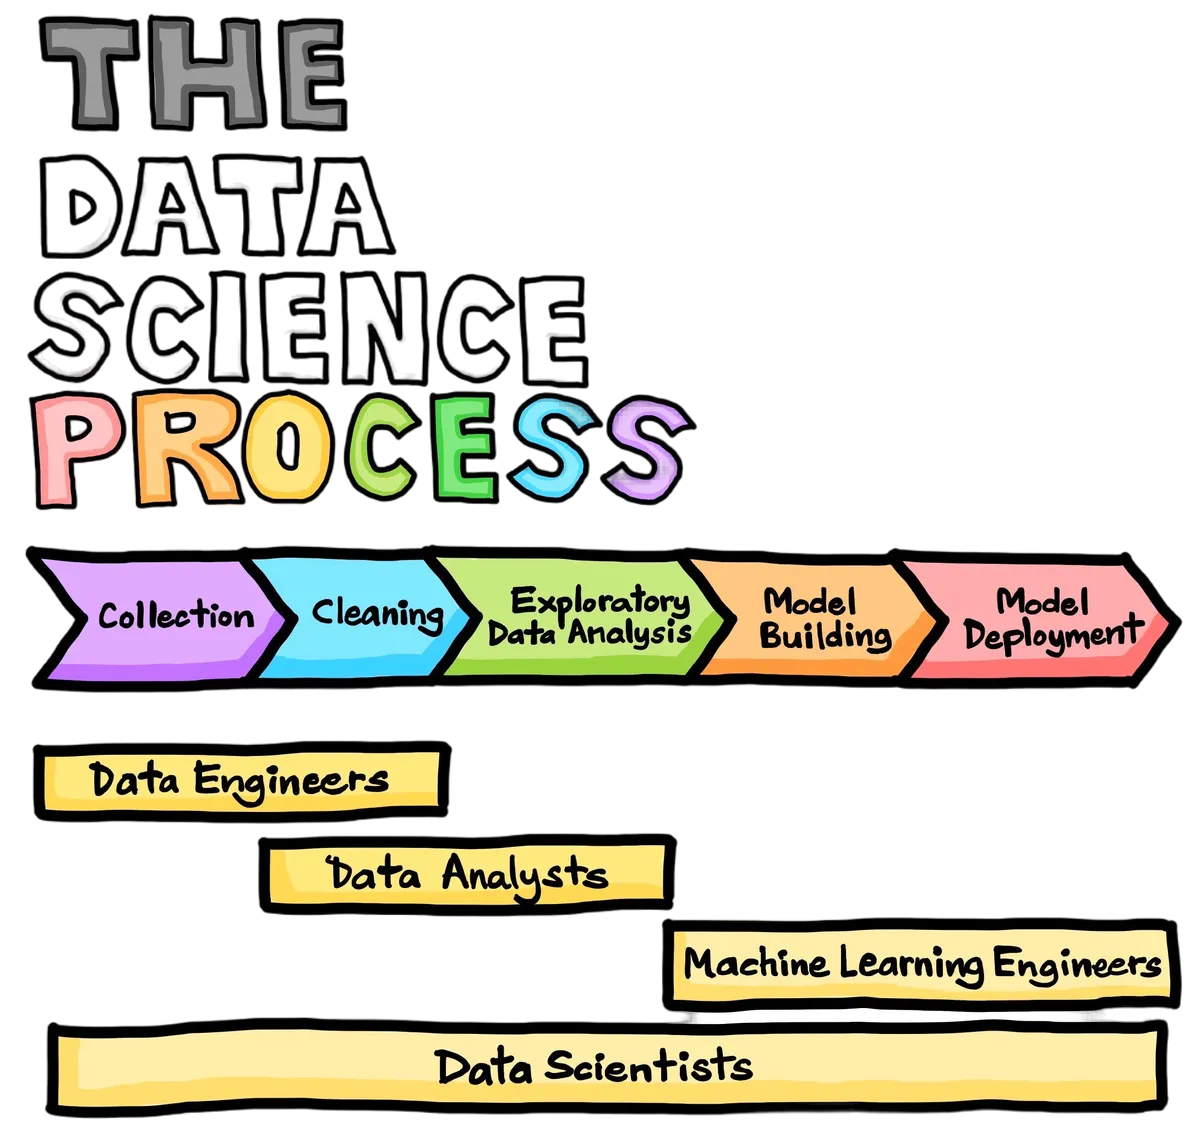 THE
DATA
SCIENCE
PROCESS
Collection
Cleaning
Exploratory
Data Analysis
Model
Building
Model
Deployment
Data Engineers
Data Analysts
Machine Learning Engineers
Data Scientists